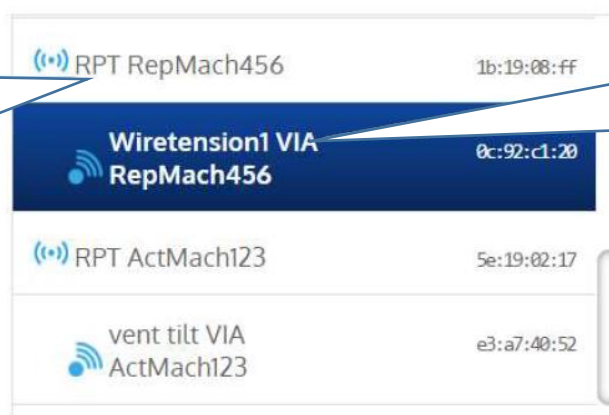 RPT RepMach456 1b:19:08:ff
Wiretension1 VIA 0c:92:c1:20
RepMach456
RPT ActMach123 5e:19:02:17
vent tilt VIA e3:a7:40:52
ActMach123